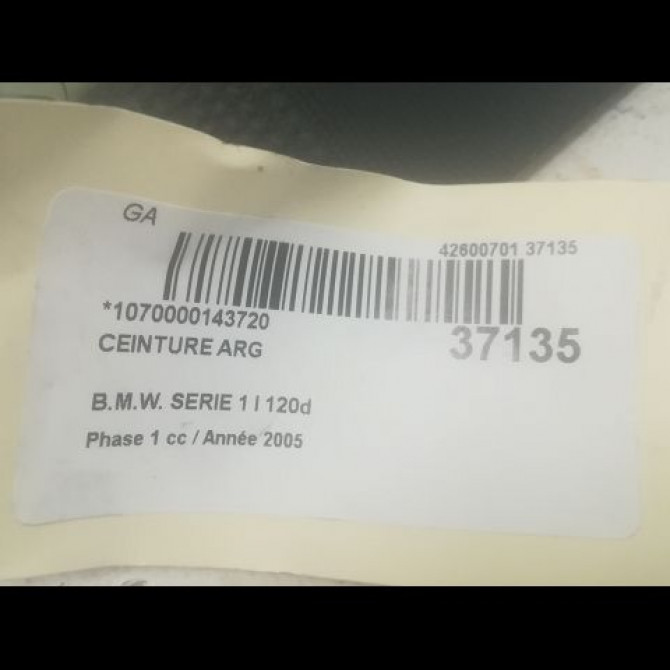 GA
42600701 37135
*1070000143720
37135
CEINTURE ARG
B.M.W. SERIE 1 I 120d
Phase 1 cc / Année 2005